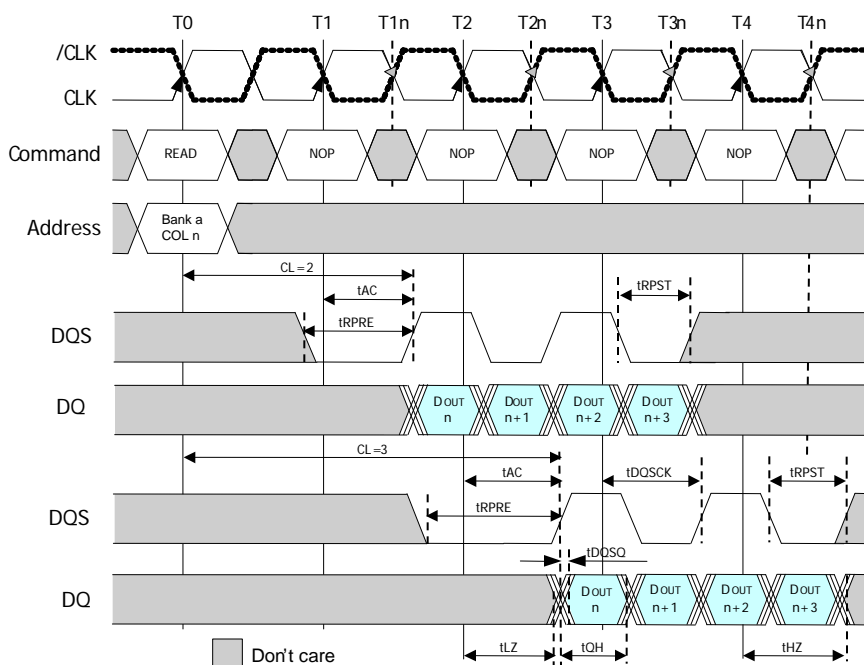 T0 T1 T1n T2 T2n T3 T3n T4 T4n
/CLK
CLK
Command READ NOP NOP NOP NOP
Address Bank a
COL n
CL=2
tAC
tRPST
tRPRE
DQS
DQ DOUT n DOUT n+1 DOUT n+2 DOUT n+3
CL=3
tAC tDQSCK tRPST
tRPRE
DQS
tDQSQ
DQ DOUT n DOUT n+1 DOUT n+2 DOUT n+3
tLZ tQH tHZ
Don't care